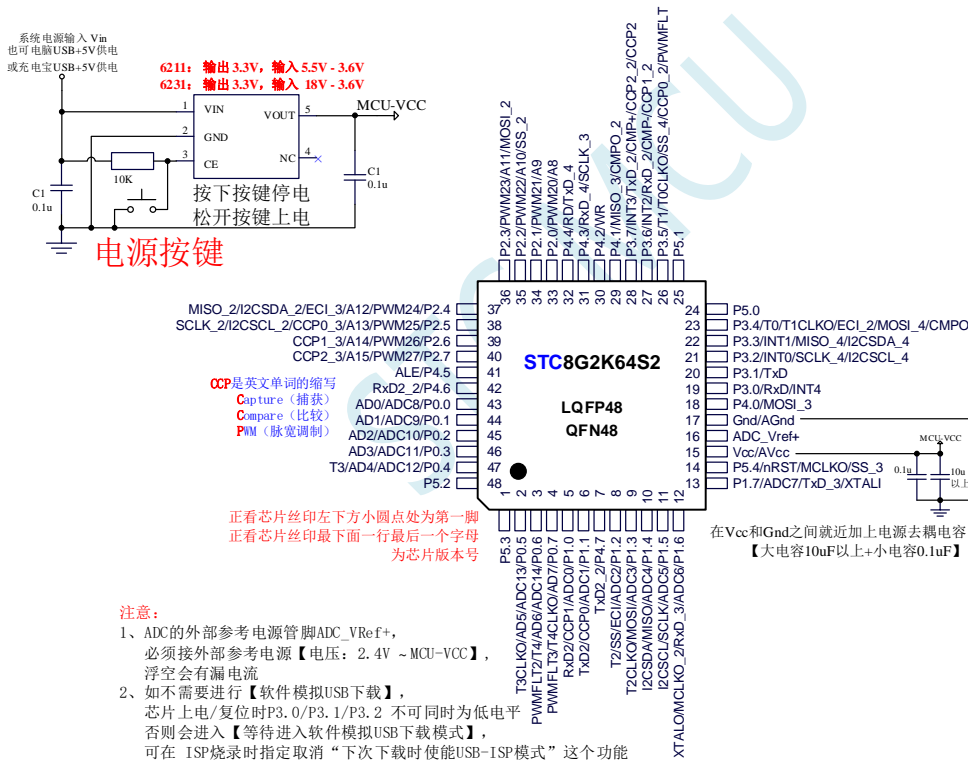 系统电源输入 Vin
也可电脑USB+5V供电
或充电宝USB+5V供电
6211: 输出 3.3V, 输入 5.5V - 3.6V
6231: 输出 3.3V, 输入 18V - 3.6V
1 VIN VOUT 5 MCU-VCC
2 GND
3 CE NC 4
10K
C1
0.1u
C1
0.1u
按下按键停电
松开按键上电
电源按键
P2.3/PWM23/A11/MOSI_2
P2.2/PWM22/A10/SS_2
P2.1/PWM21/A9
P2.0/PWM20/A8
P4.4/RD/TxD_4
P4.3/RxD_4/SCLK_3
P4.2/WR
P4.1/MISO_3/CMPO_2
P3.7/INT3/TxD_2/CMP+/CCP2_2/CCP2
P3.6/INT2/RxD_2/CMP-/CCP1_2
P3.5/T1/T0CLKO/SS_4/CCP0_2/PWMFLT
P5.1
36 35 34 33 32 31 30 29 28 27 26 25
MISO_2/I2CSDA_2/ECI_3/A12/PWM24/P2.4 37
SCLK_2/I2CSCL_2/CCP0_3/A13/PWM25/P2.5 38
CCP1_3/A14/PWM26/P2.6 39
CCP2_3/A15/PWM27/P2.7 40
ALE/P4.5 41
RxD2_2/P4.6 42
AD0/ADC8/P0.0 43
AD1/ADC9/P0.1 44
AD2/ADC10/P0.2 45
AD3/ADC11/P0.3 46
T3/AD4/ADC12/P0.4 47
P5.2 48
STC8G2K64S2
LQFP48
QFN48
24 P5.0
23 P3.4/T0/T1CLKO/ECI_2/MOSI_4/CMPO
22 P3.3/INT1/MISO_4/I2CSDA_4
21 P3.2/INT0/SCLK_4/I2CSCL_4
20 P3.1/TxD
19 P3.0/RxD/INT4
18 P4.0/MOSI_3
17 Gnd/AGnd
16 ADC_Vref+
15 Vcc/AVcc
14 P5.4/nRST/MCLKO/SS_3
13 P1.7/ADC7/TxD_3/XTALI
MCU-VCC
0.1u
10u
以上
CCP是英文单词的缩写
Capture（捕获）
Compare（比较）
PWM（脉宽调制）
1 2 3 4 5 6 7 8 9 10 11 12
P5.3
T3CLKO/AD5/ADC13/P0.5
PWMFLT2/T4/AD6/ADC14/P0.6
PWMFLT3/T4CLKO/AD7/P0.7
RxD2/CCP1/ADC0/P1.0
TxD2/CCP0/ADC1/P1.1
TxD2_2/P4.7
T2/SS/ECI/ADC2/P1.2
T2CLKO/MOSI/ADC3/P1.3
I2CSDA/MISO/ADC4/P1.4
I2CSCL/SCLK/ADC5/P1.5
XTALO/MCLKO_2/RxD_3/ADC6/P1.6
正看芯片丝印左下方小圆点处为第一脚
正看芯片丝印最下面一行最后一个字母
为芯片版本号
在Vcc和Gnd之间就近加上电源去耦电容
【大电容10uF以上+小电容0.1uF】
注意：
1、ADC的外部参考电源管脚ADC_VRef+，
必须接外部参考电源【电压：2.4V ~ MCU-VCC】,
浮空会有漏电流
2、如不需要进行【软件模拟USB下载】，
芯片上电/复位时P3.0/P3.1/P3.2 不可同时为低电平
否则会进入【等待进入软件模拟USB下载模式】，
可在 ISP烧录时指定取消“下次下载时使能USB-ISP模式”这个功能
STCMCU